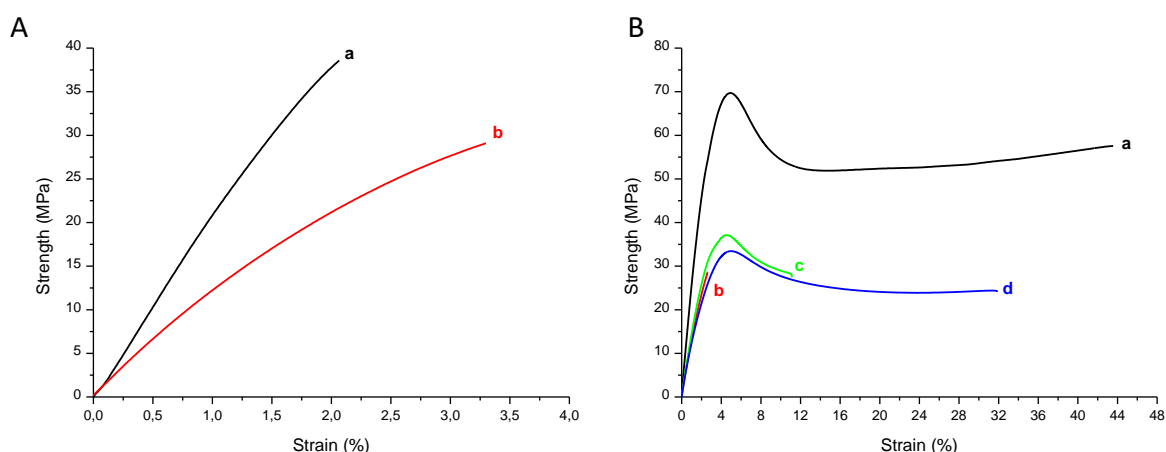 A
40
35
30
25
20
15
10
5
0
Strength (MPa)
0,0 0,5 1,0 1,5 2,0 2,5 3,0 3,5 4,0
Strain (%)
a
b
B
80
70
60
50
40
30
20
10
0
Strength (MPa)
0 4 8 12 16 20 24 28 32 36 40 44 48
Strain (%)
a
b
c
d